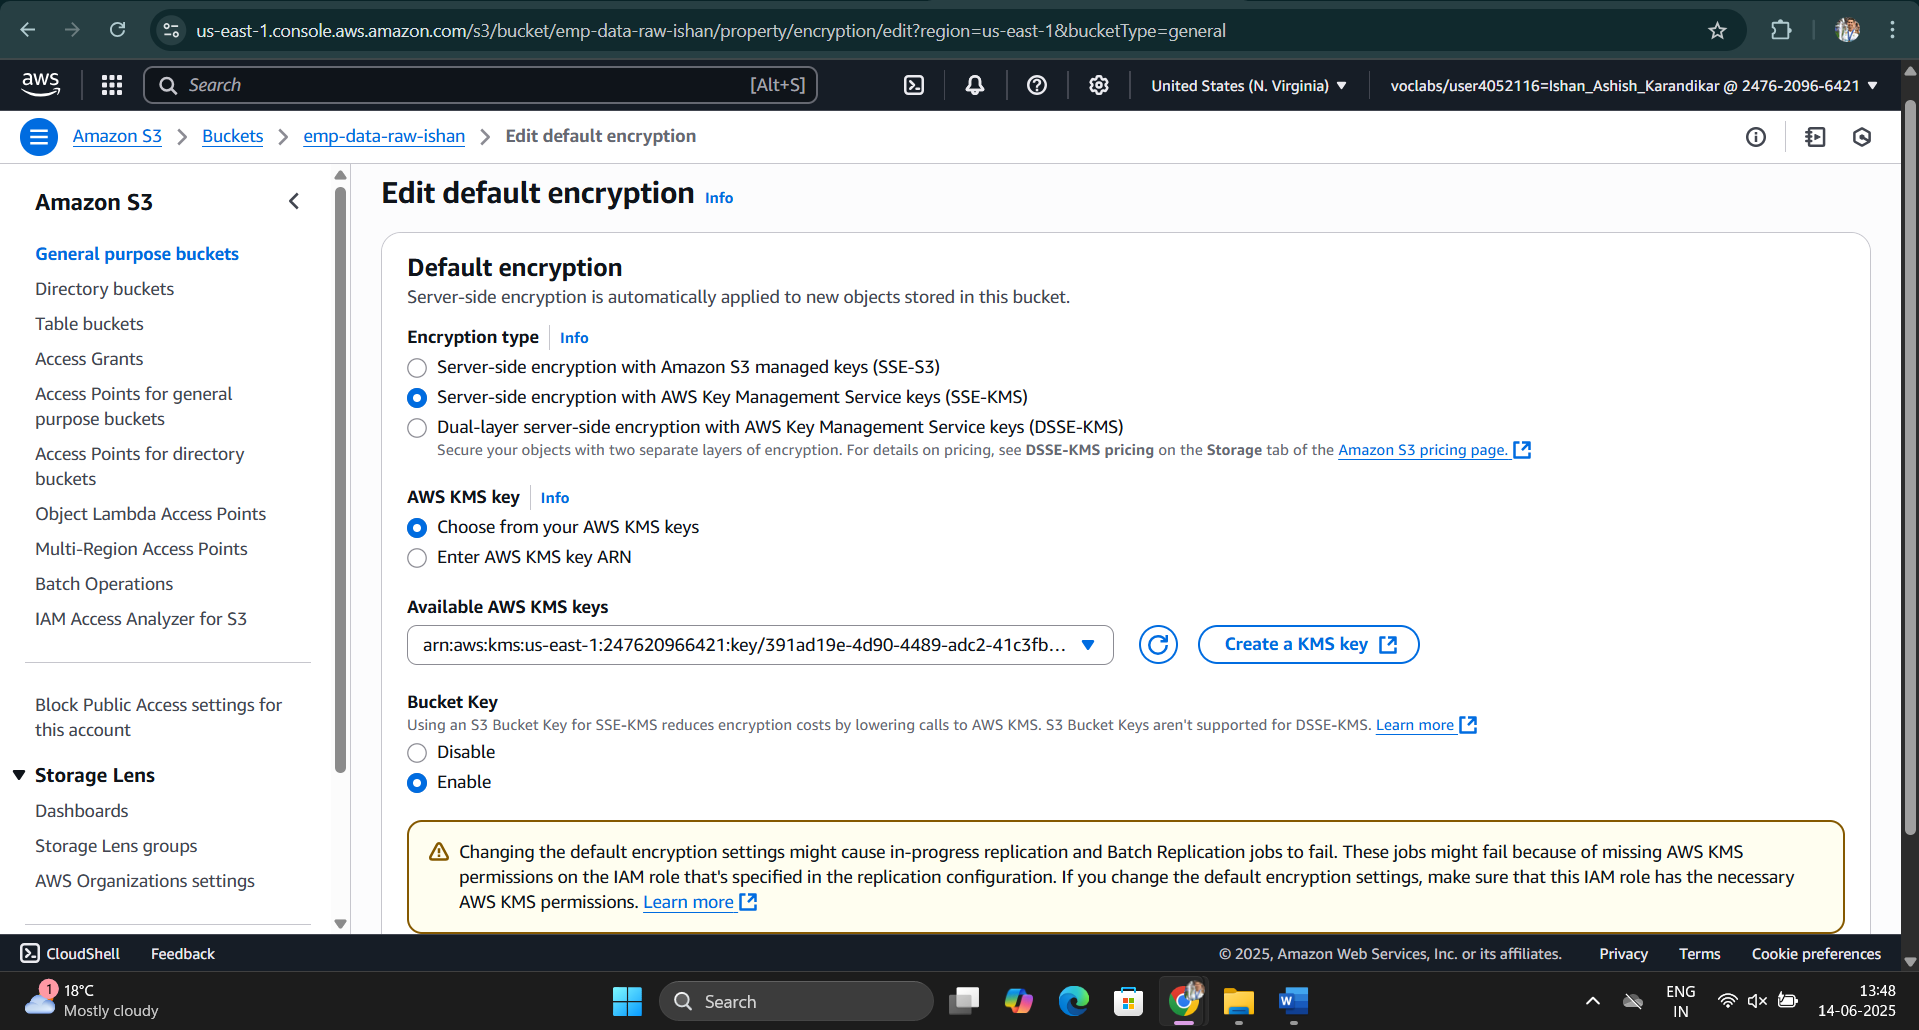 us-east-1.console.aws.amazon.com/s3/bucket/emp-data-raw-ishan/property/encryption/edit?region=us-east-1&bucketType=general
aws
Search
[Alt+S]
United States (N. Virginia)
voclabs/user4052116=Ishan_Ashish_Karandikar @ 2476-2096-6421
Amazon S3
Buckets
emp-data-raw-ishan
Edit default encryption
Amazon S3
General purpose buckets
Directory buckets
Table buckets
Access Grants
Access Points for general
purpose buckets
Access Points for directory
buckets
Object Lambda Access Points
Multi-Region Access Points
Batch Operations
IAM Access Analyzer for S3
Block Public Access settings for
this account
Storage Lens
Dashboards
Storage Lens groups
AWS Organizations settings
Edit default encryption Info
Default encryption
Server-side encryption is automatically applied to new objects stored in this bucket.
Encryption type Info
Server-side encryption with Amazon S3 managed keys (SSE-S3)
Server-side encryption with AWS Key Management Service keys (SSE-KMS)
Dual-layer server-side encryption with AWS Key Management Service keys (DSSE-KMS)
Secure your objects with two separate layers of encryption. For details on pricing, see DSSE-KMS pricing on the Storage tab of the Amazon S3 pricing page.
AWS KMS key Info
Choose from your AWS KMS keys
Enter AWS KMS key ARN
Available AWS KMS keys
arn:aws:kms:us-east-1:247620966421:key/391ad19e-4d90-4489-adc2-41c3fb...
Create a KMS key
Bucket Key
Using an S3 Bucket Key for SSE-KMS reduces encryption costs by lowering calls to AWS KMS. S3 Bucket Keys aren't supported for DSSE-KMS. Learn more
Disable
Enable
Changing the default encryption settings might cause in-progress replication and Batch Replication jobs to fail. These jobs might fail because of missing AWS KMS
permissions on the IAM role that's specified in the replication configuration. If you change the default encryption settings, make sure that this IAM role has the necessary
AWS KMS permissions. Learn more
CloudShell
Feedback
© 2025, Amazon Web Services, Inc. or its affiliates.
Privacy
Terms
Cookie preferences
1
18°C
Mostly cloudy
Search
W
ENG
IN
13:48
14-06-2025